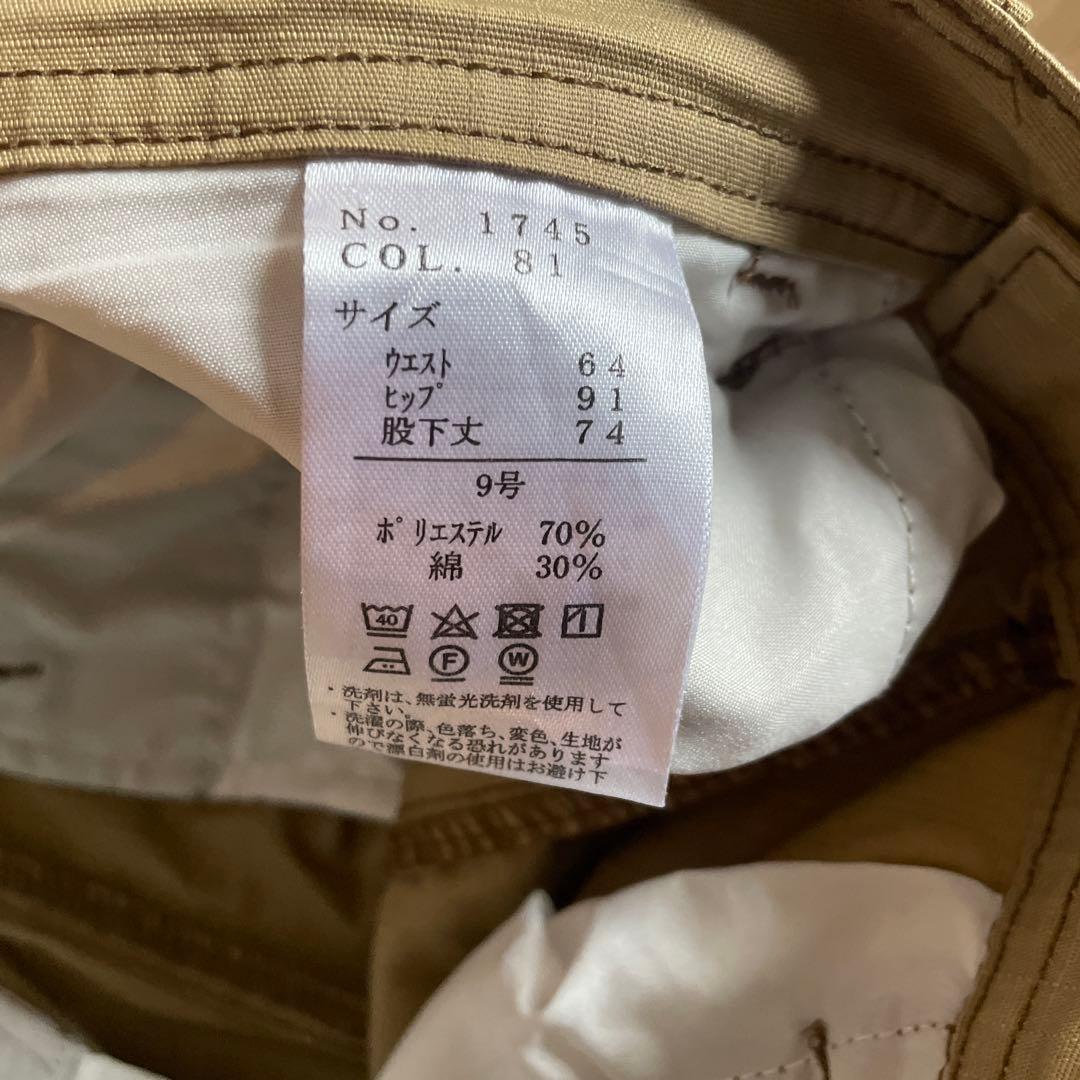 No. 1745
COL. 81
サイズ
ウエスト 64
ヒップ 91
股下丈 74
9号
ポリエステル 70%
綿 30%
40
F W
・洗剤は、無蛍光洗剤を使用して
下さい。
・洗濯の際、色落ち、変色、生地が
伸びなくなる恐れがあります
ので漂白剤の使用はお避け下